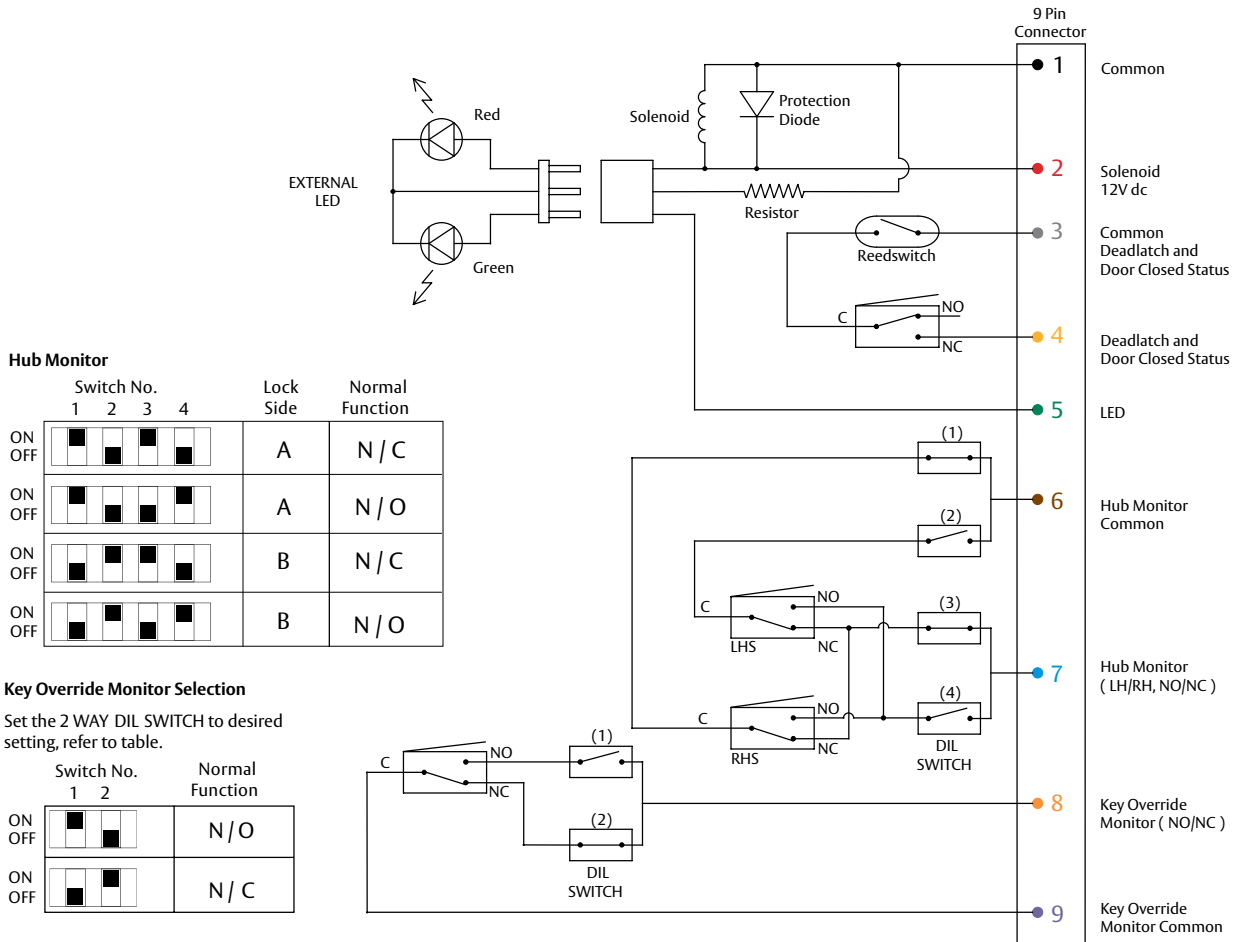 9 Pin
Connector
1 Common
Red
Solenoid
Protection
Diode
EXTERNAL
LED
2 Solenoid
12V dc
Resistor
3 Common
Deadlatch and
Door Closed Status
Reedswitch
Green
C NO
NC
4 Deadlatch and
Door Closed Status
5 LED
(1)
6 Hub Monitor
Common
(2)
C NO
LHS NC
(3)
7 Hub Monitor
( LH/RH, NO/NC )
(4)
C NO
RHS NC
DIL
SWITCH
(1)
C NO
NC
8 Key Override
Monitor ( NO/NC )
(2)
DIL
SWITCH
9 Key Override
Monitor Common
Hub Monitor
Switch No. Lock Normal
1 2 3 4 Side Function
ON
OFF A N / C
ON
OFF A N / O
ON
OFF B N / C
ON
OFF B N / O
Key Override Monitor Selection
Set the 2 WAY DIL SWITCH to desired
setting, refer to table.
Switch No. Normal
1 2 Function
ON
OFF N / O
ON
OFF N / C